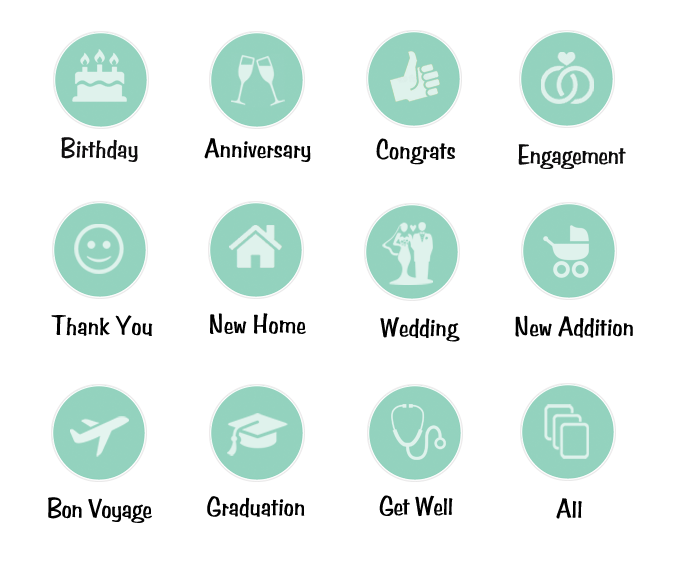 Birthday
Anniversary
Congrats
Engagement
Thank You
New Home
Wedding
New Addition
Bon Voyage
Graduation
Get Well
All